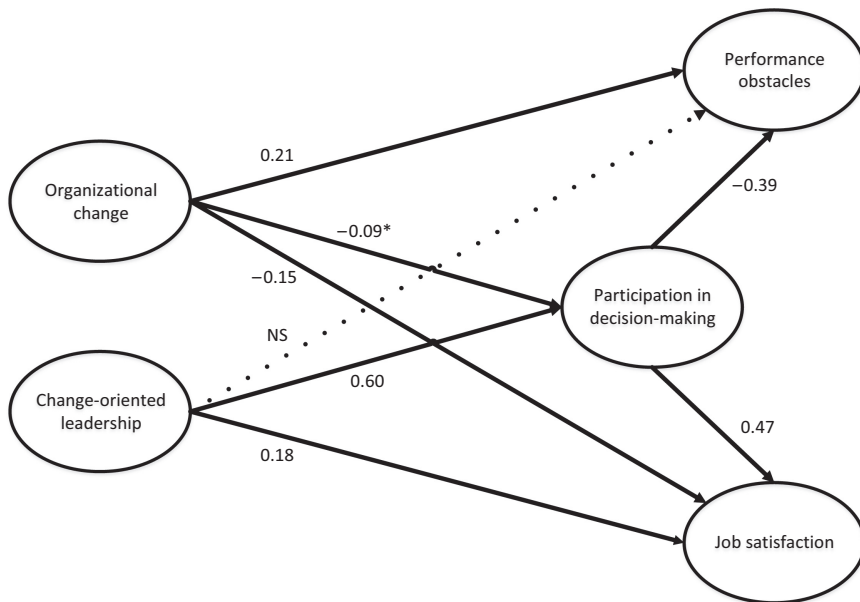 Performance
obstacles
0.21
Organizational
change
−0.39
−0.09*
−0.15
Participation in
decision-making
NS
0.60
Change-oriented
leadership
0.47
0.18
Job satisfaction